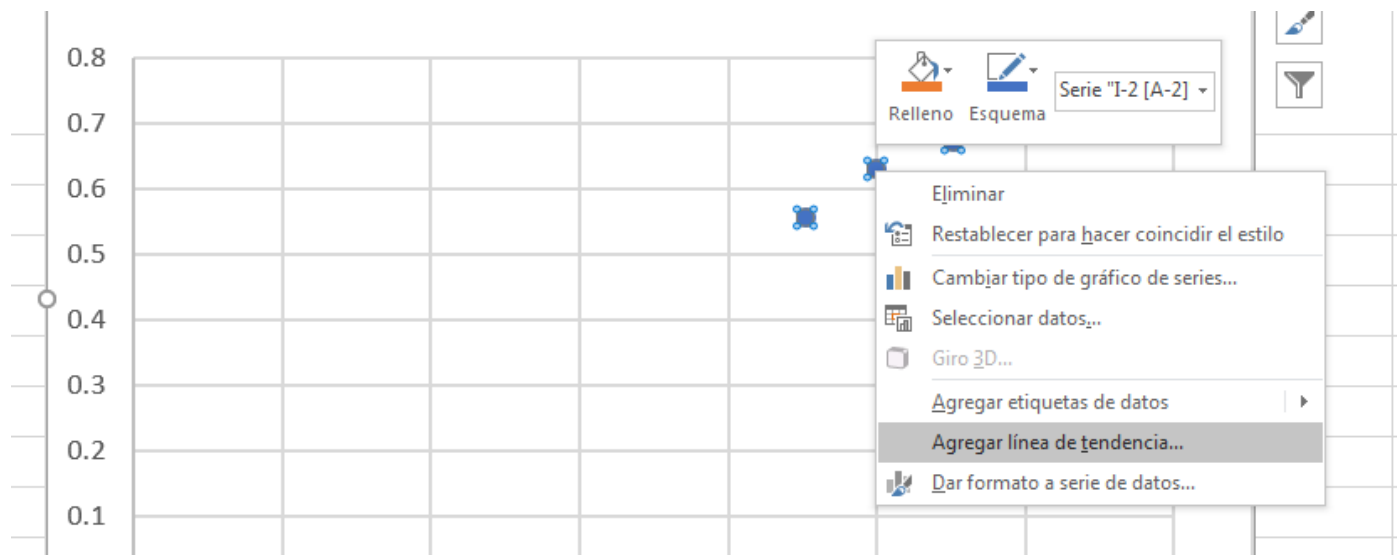 0.8
0.7
0.6
0.5
0.4
0.3
0.2
0.1
Relleno
Esquema
Serie "I-2 [A-2]
Eliminar
Restablecer para hacer coincidir el estilo
Cambiar tipo de gráfico de series...
Seleccionar datos...
Giro 3D...
Agregar etiquetas de datos
Agregar línea de tendencia...
Dar formato a serie de datos...